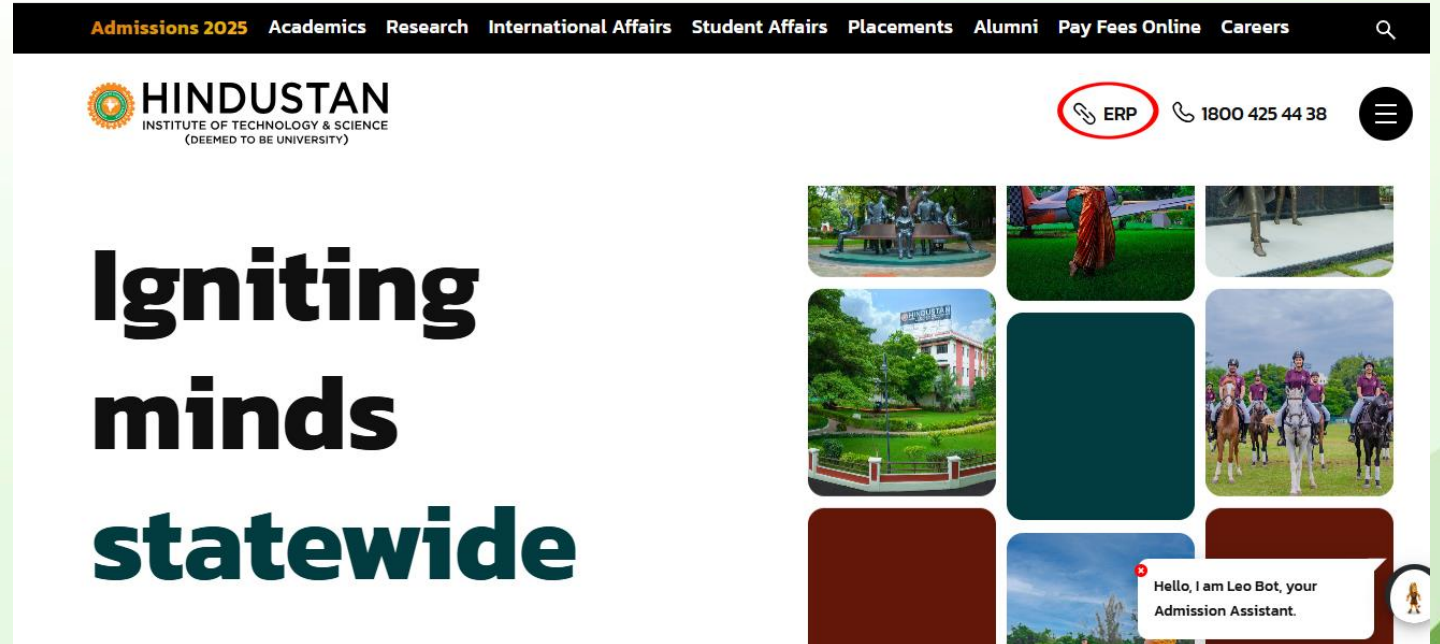 Admissions 2025 Academics Research International Affairs Student Affairs Placements Alumni Pay Fees Online Careers
HINDUSTAN
INSTITUTE OF TECHNOLOGY & SCIENCE
(DEEMED TO BE UNIVERSITY)
ERP 1800 425 44 38
Igniting
minds
statewide
HINDUSTAN
Hello, I am Leo Bot, your
Admission Assistant.